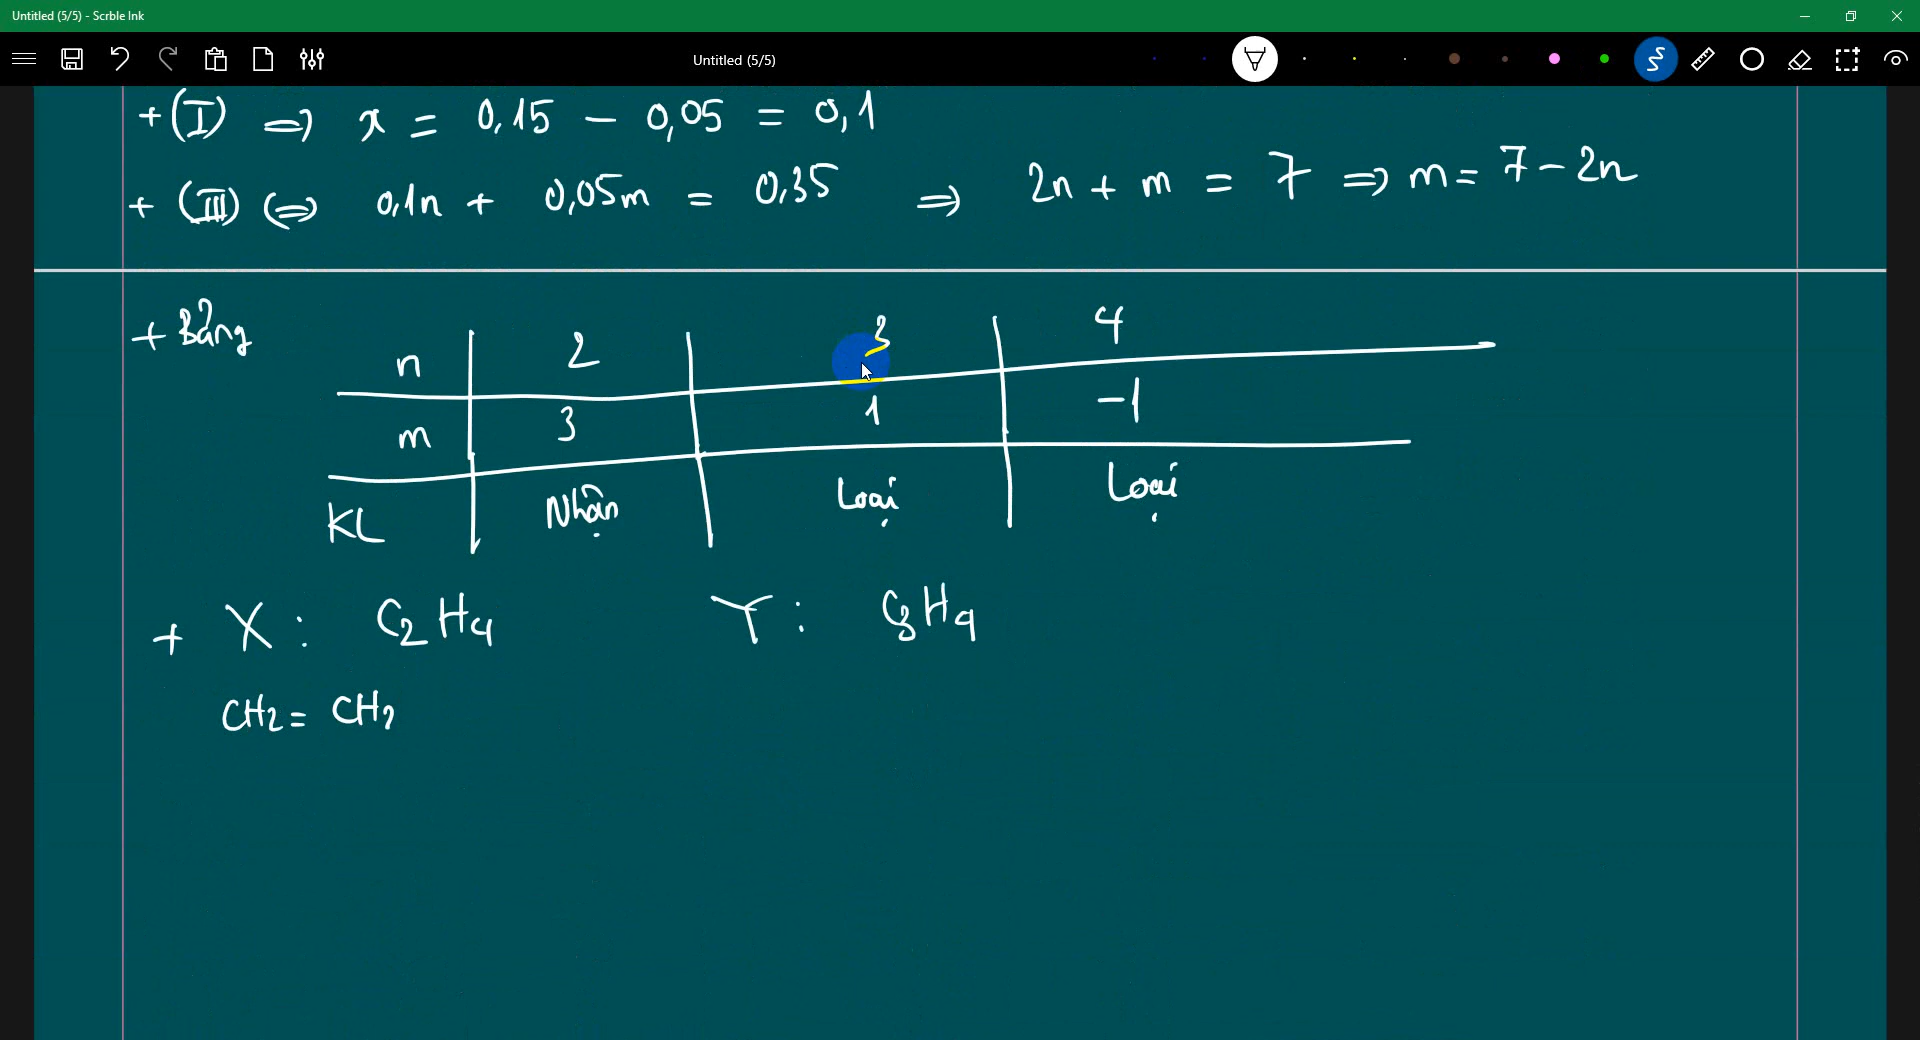 Untitled (5/5) - Scrble Ink
Untitled (5/5)
+ (I) ⇒ x = 0,15 − 0,05 = 0,1
+ (III) ⇔ 0,1n + 0,05m = 0,35 ⇒ 2n + m = 7 ⇒ m = 7 − 2n
+ Bảng
n 2 3 4
m 3 1 −1
KL Nhận Loại Loại
+ X : C2H4 Y : C3H4
CH2 = CH2